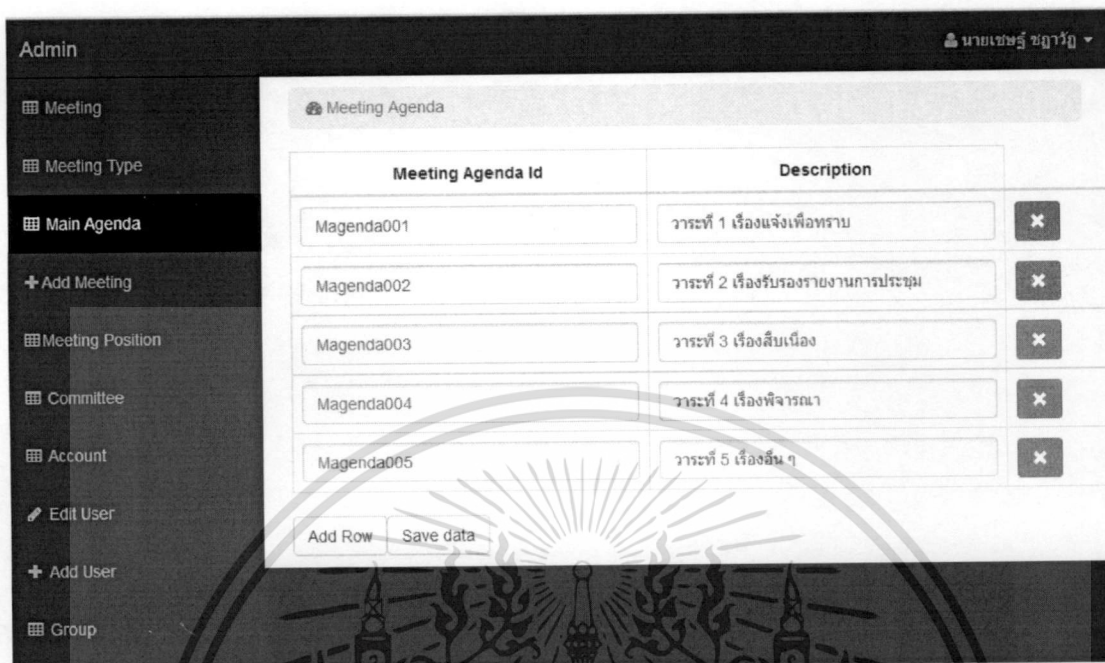 Admin
นายเชษฐ์ ชฎาวัฏ
Meeting
Meeting Type
Main Agenda
Add Meeting
Meeting Position
Committee
Account
Edit User
Add User
Group
Meeting Agenda
Meeting Agenda Id Description
Magenda001 วาระที่ 1 เรื่องแจ้งเพื่อทราบ
Magenda002 วาระที่ 2 เรื่องรับรองรายงานการประชุม
Magenda003 วาระที่ 3 เรื่องสืบเนื่อง
Magenda004 วาระที่ 4 เรื่องพิจารณา
Magenda005 วาระที่ 5 เรื่องอื่น ๆ
Add Row Save data